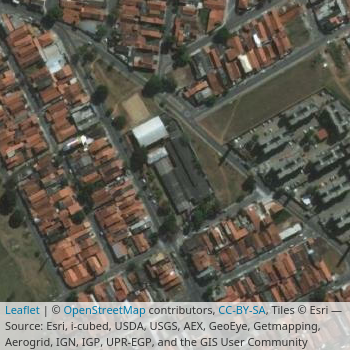 Leaflet | © OpenStreetMap contributors, CC-BY-SA, Tiles © Esri —
Source: Esri, i-cubed, USDA, USGS, AEX, GeoEye, Getmapping,
Aerogrid, IGN, IGP, UPR-EGP, and the GIS User Community